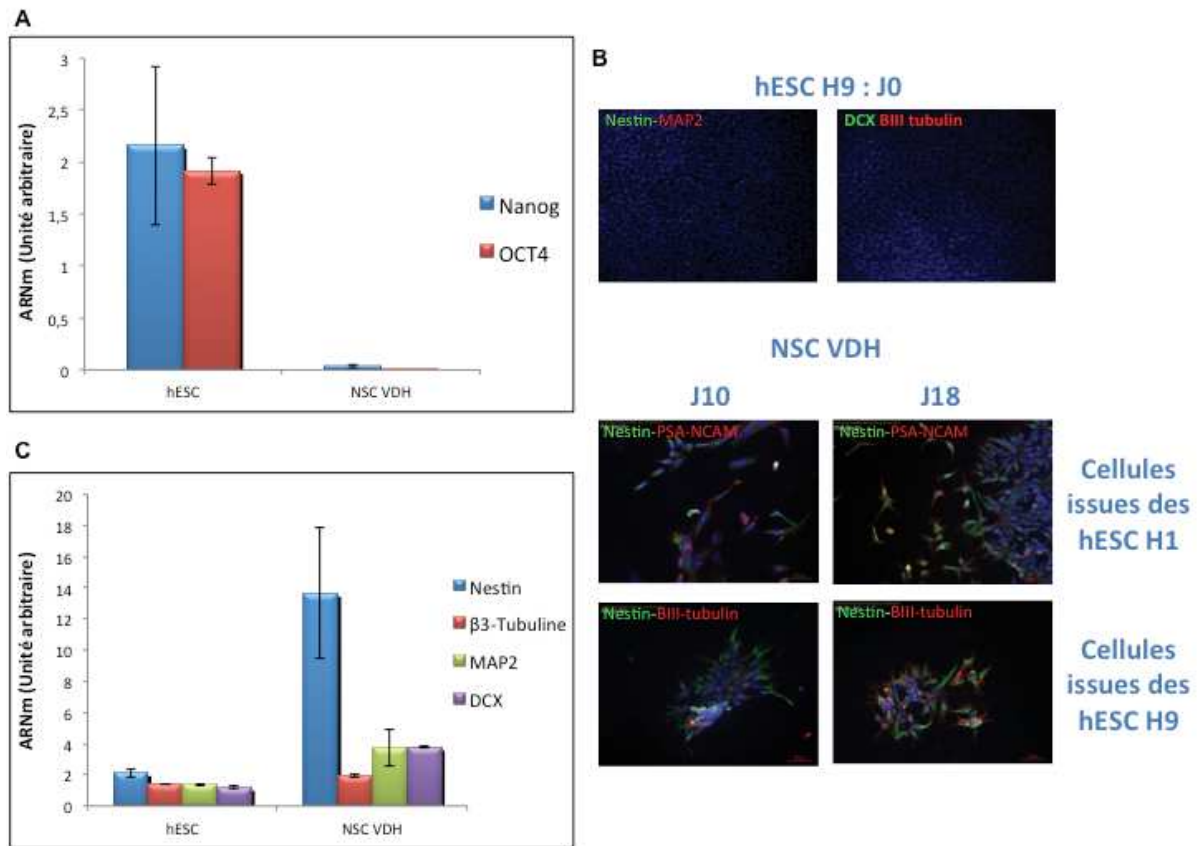 A
ARNm (Unité arbitraire)
3
2,5
2
1,5
1
0,5
0
hESC
NSC VDH
Nanog
OCT4
B
hESC H9 : J0
Nestin-MAP2
DCX BIII tubulin
NSC VDH
J10
J18
Nestin-PSA-NCAM
Nestin-PSA-NCAM
Cellules
issues des
hESC H1
Nestin-BIII-tubulin
Nestin-BIII-tubulin
Cellules
issues des
hESC H9
C
ARNm (Unité arbitraire)
20
18
16
14
12
10
8
6
4
2
0
hESC
NSC VDH
Nestin
β3-Tubuline
MAP2
DCX